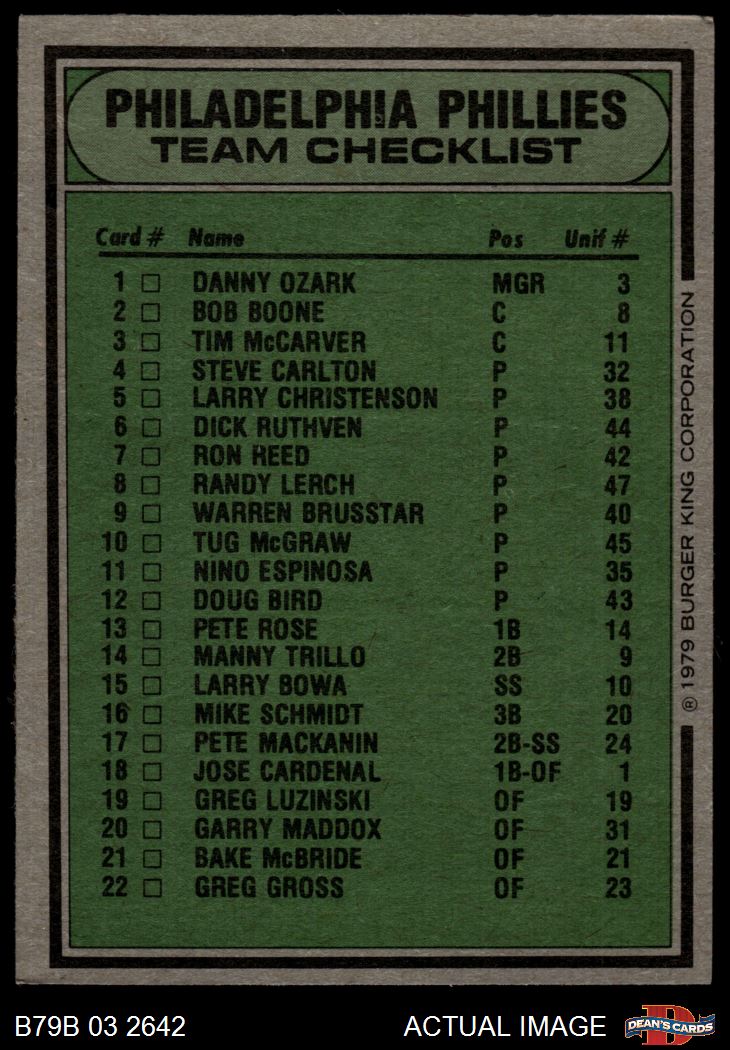 PHILADELPHIA PHILLIES
TEAM CHECKLIST
Card # Name Pos Unif #
1 DANNY OZARK MGR 3
2 BOB BOONE C 8
3 TIM McCARVER C 11
4 STEVE CARLTON P 32
5 LARRY CHRISTENSON P 38
6 DICK RUTHVEN P 44
7 RON REED P 42
8 RANDY LERCH P 47
9 WARREN BRUSSTAR P 40
10 TUG McGRAW P 45
11 NINO ESPINOSA P 35
12 DOUG BIRD P 43
13 PETE ROSE 1B 14
14 MANNY TRILLO 2B 9
15 LARRY BOWA SS 10
16 MIKE SCHMIDT 3B 20
17 PETE MACKANIN 2B-SS 24
18 JOSE CARDENAL 1B-OF 1
19 GREG LUZINSKI OF 19
20 GARRY MADDOX OF 31
21 BAKE McBRIDE OF 21
22 GREG GROSS OF 23
® 1979 BURGER KING CORPORATION
B79B 03 2642 ACTUAL IMAGE
D
DEAN'S CARDS